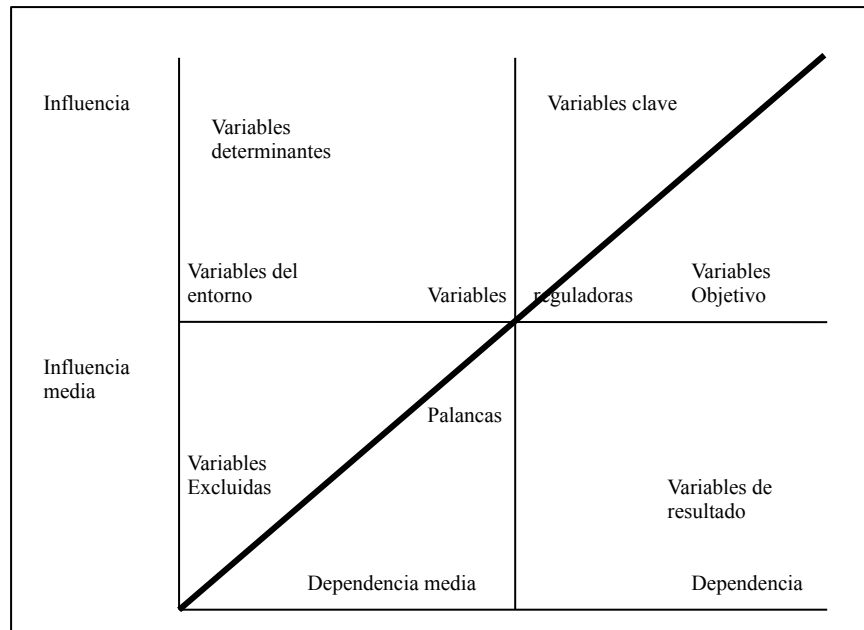 Influencia
Variables clave
Variables
determinantes
Variables del
entorno
Variables reguladoras
Variables
Objetivo
Influencia
media
Palancas
Variables
Excluidas
Variables de
resultado
Dependencia media
Dependencia